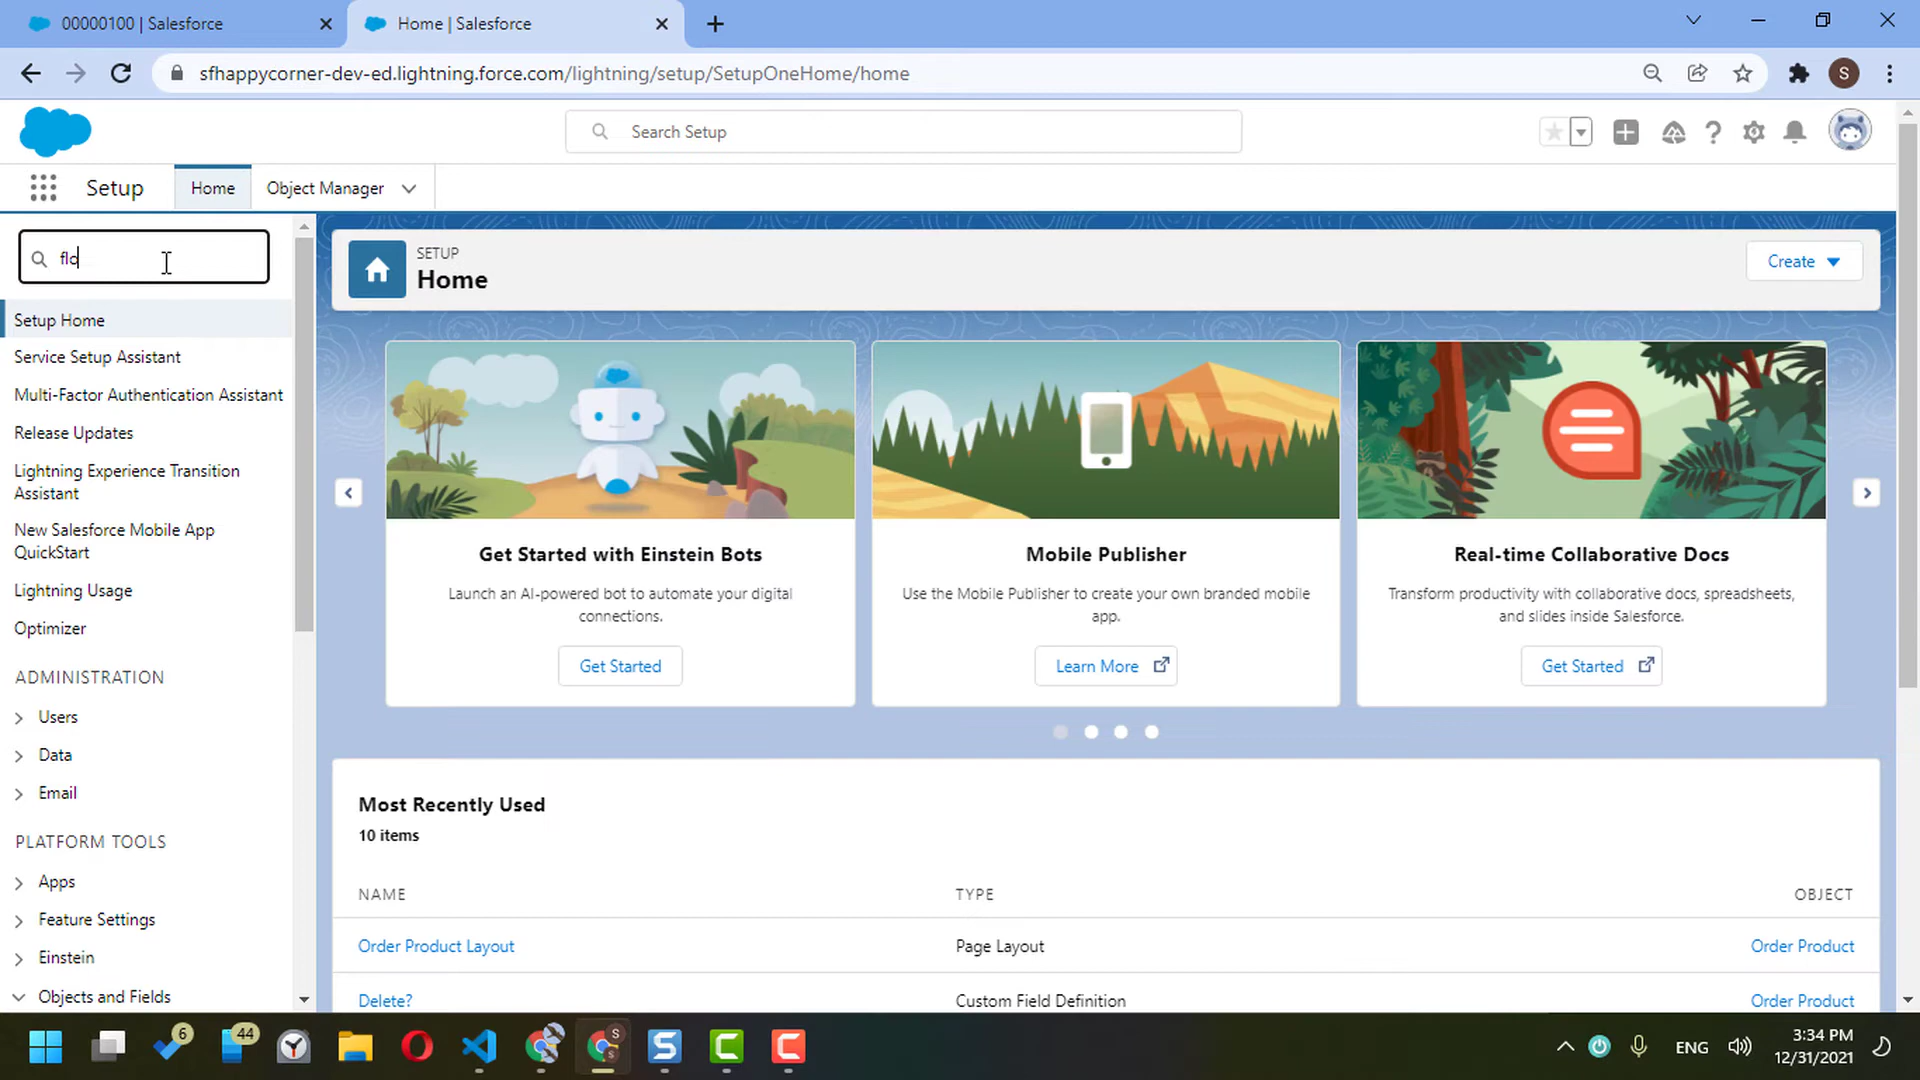 00000100 | Salesforce
Home | Salesforce
sfhappycorner-dev-ed.lightning.force.com/lightning/setup/SetupOneHome/home
S
Search Setup
Setup
Home
Object Manager
flo
Setup Home
Service Setup Assistant
Multi-Factor Authentication Assistant
Release Updates
Lightning Experience Transition
Assistant
New Salesforce Mobile App
QuickStart
Lightning Usage
Optimizer
ADMINISTRATION
Users
Data
Email
PLATFORM TOOLS
Apps
Feature Settings
Einstein
Objects and Fields
SETUP
Home
Create
Get Started with Einstein Bots
Launch an AI-powered bot to automate your digital
connections.
Get Started
Mobile Publisher
Use the Mobile Publisher to create your own branded mobile
app.
Learn More
Real-time Collaborative Docs
Transform productivity with collaborative docs, spreadsheets,
and slides inside Salesforce.
Get Started
Most Recently Used
10 items
NAME TYPE OBJECT
Order Product Layout Page Layout Order Product
Delete? Custom Field Definition Order Product
6
44
S
ENG
3:34 PM
12/31/2021